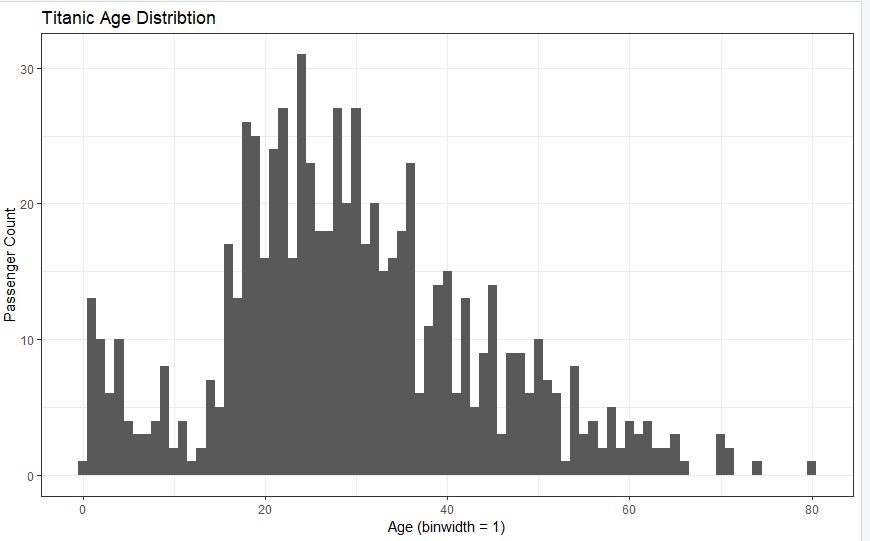 Titanic Age Distribtion
30
20
10
0
Passenger Count
0 20 40 60 80
Age (binwidth = 1)